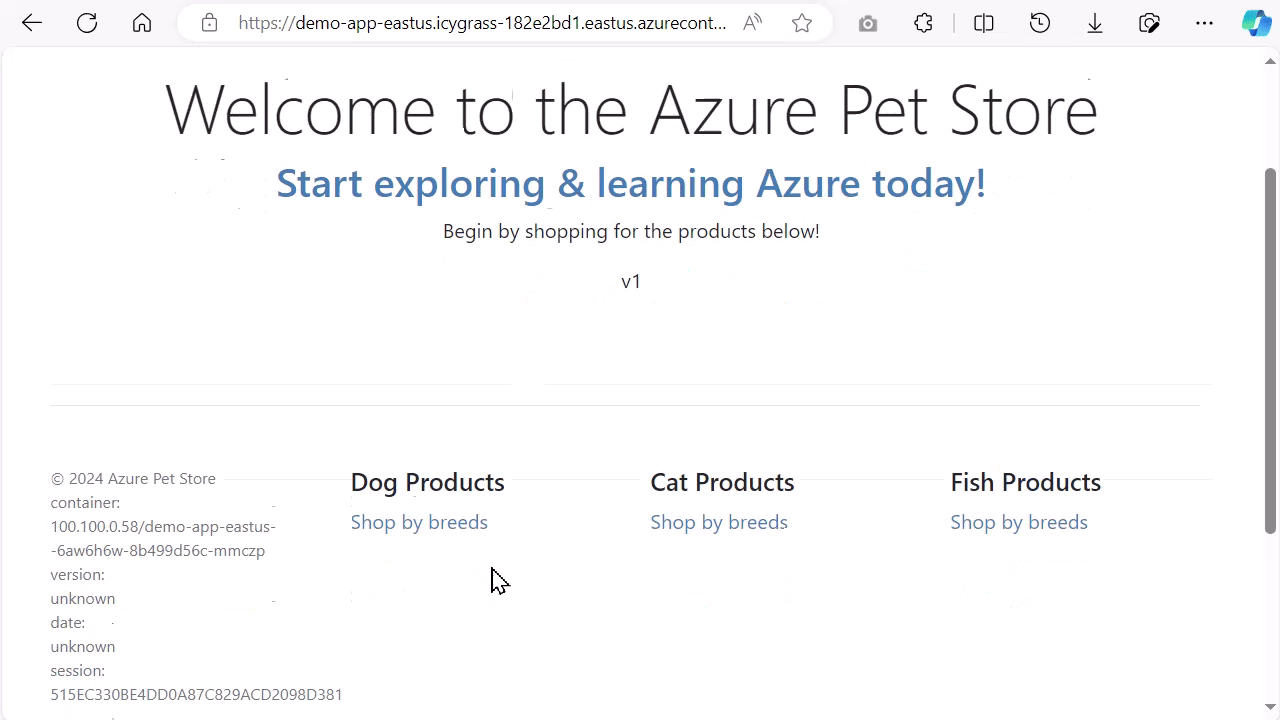 https://demo-app-eastus.icygrass-182e2bd1.eastus.azurecont...
Welcome to the Azure Pet Store
Start exploring & learning Azure today!
Begin by shopping for the products below!
v1
© 2024 Azure Pet Store
container:
100.100.0.58/demo-app-eastus-
-6aw6h6w-8b499d56c-mmczp
version:
unknown
date:
unknown
session:
515EC330BE4DD0A87C829ACD2098D381
Dog Products
Shop by breeds
Cat Products
Shop by breeds
Fish Products
Shop by breeds